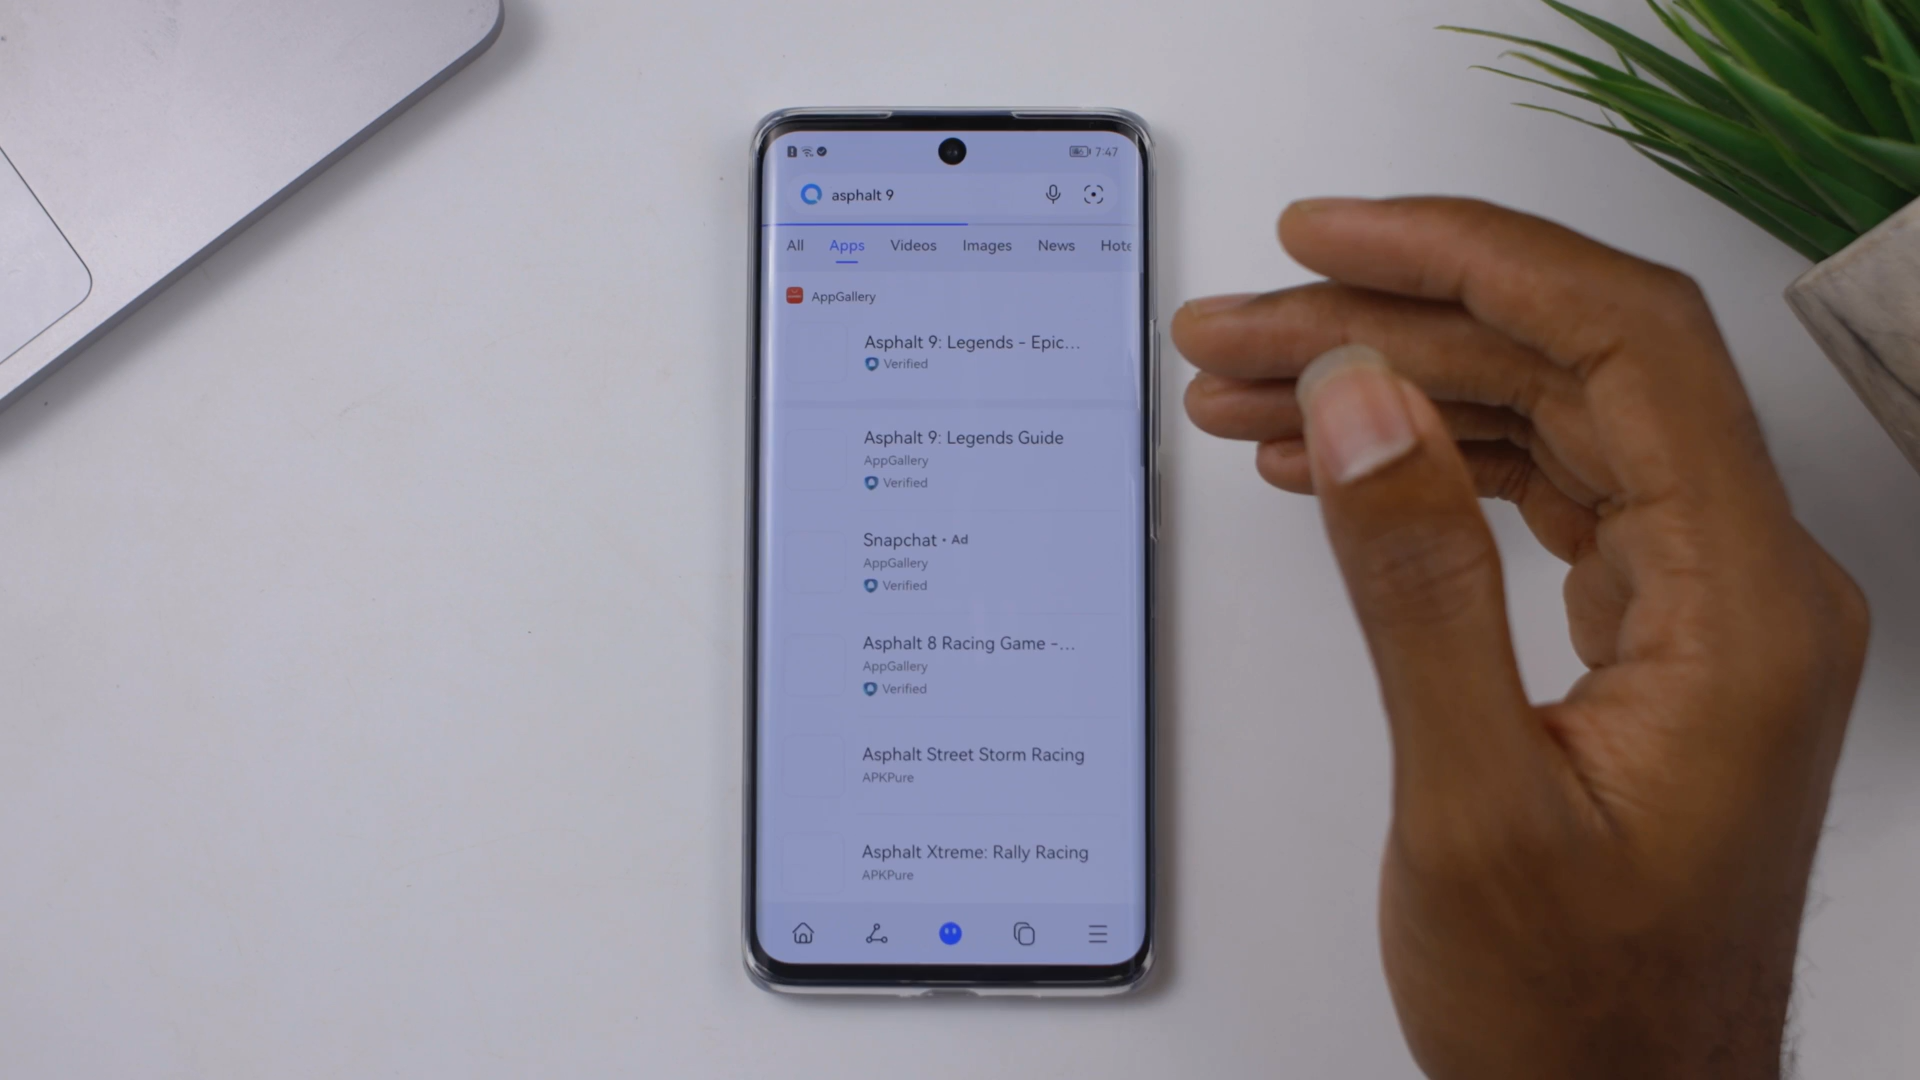 7:47
asphalt 9
All Apps Videos Images News Hote
AppGallery
Asphalt 9: Legends - Epic...
Verified
Asphalt 9: Legends Guide
AppGallery
Verified
Snapchat • Ad
AppGallery
Verified
Asphalt 8 Racing Game -...
AppGallery
Verified
Asphalt Street Storm Racing
APKPure
Asphalt Xtreme: Rally Racing
APKPure